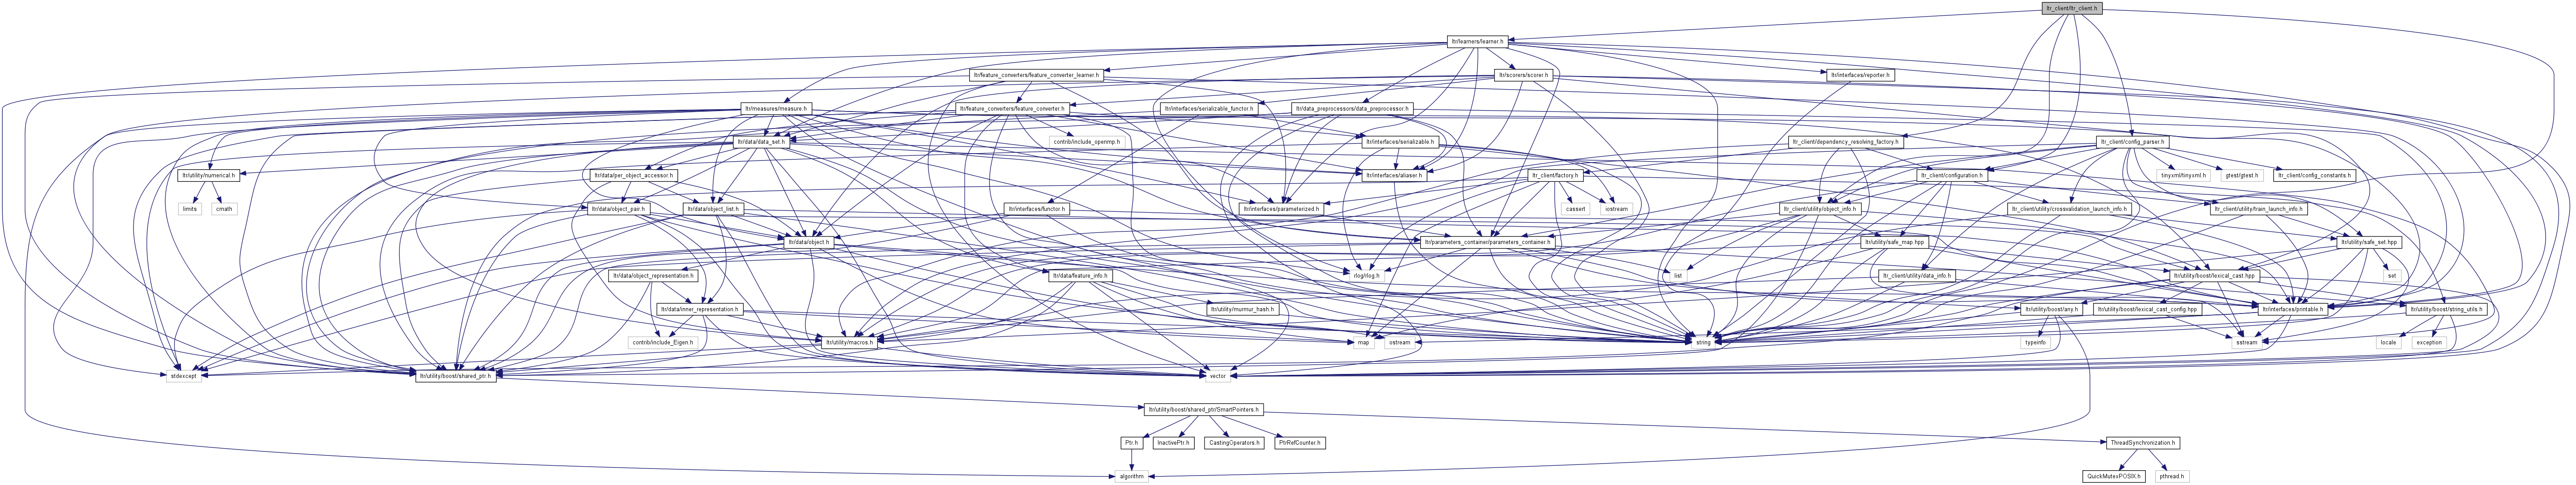 ltr_client/ltr_client.h
ltr/learners/learner.h
ltr/feature_converters/feature_converter_learner.h
ltr/scorers/scorer.h
ltr/interfaces/reporter.h
ltr/measures/measure.h
ltr/feature_converters/feature_converter.h
ltr/interfaces/serializable_functor.h
ltr/data_preprocessors/data_preprocessor.h
ltr/data/data_set.h
contrib/include_openmp.h
ltr/interfaces/serializable.h
ltr_client/dependency_resolving_factory.h
ltr_client/config_parser.h
ltr/utility/numerical.h
ltr/data/per_object_accessor.h
ltr/interfaces/aliaser.h
ltr_client/factory.h
ltr_client/configuration.h
tinyxml/tinyxml.h
gtest/gtest.h
ltr_client/config_constants.h
limits
cmath
ltr/data/object_pair.h
ltr/data/object_list.h
ltr/interfaces/functor.h
ltr/interfaces/parameterized.h
cassert
iostream
ltr_client/utility/object_info.h
ltr_client/utility/crossvalidation_launch_info.h
ltr_client/utility/train_launch_info.h
ltr/data/object.h
ltr/parameters_container/parameters_container.h
ltr/utility/safe_map.hpp
ltr/utility/safe_set.hpp
ltr/data/object_representation.h
ltr/data/feature_info.h
rlog/rlog.h
list
ltr_client/utility/data_info.h
ltr/utility/boost/lexical_cast.hpp
set
ltr/data/inner_representation.h
ltr/utility/murmur_hash.h
ltr/utility/boost/any.h
ltr/utility/boost/lexical_cast_config.hpp
ltr/interfaces/printable.h
ltr/utility/boost/string_utils.h
contrib/include_Eigen.h
ltr/utility/macros.h
map
ostream
string
typeinfo
sstream
locale
exception
stdexcept
ltr/utility/boost/shared_ptr.h
vector
ltr/utility/boost/shared_ptr/SmartPointers.h
Ptr.h
InactivePtr.h
CastingOperators.h
PtrRefCounter.h
ThreadSynchronization.h
algorithm
QuickMutexPOSIX.h
pthread.h